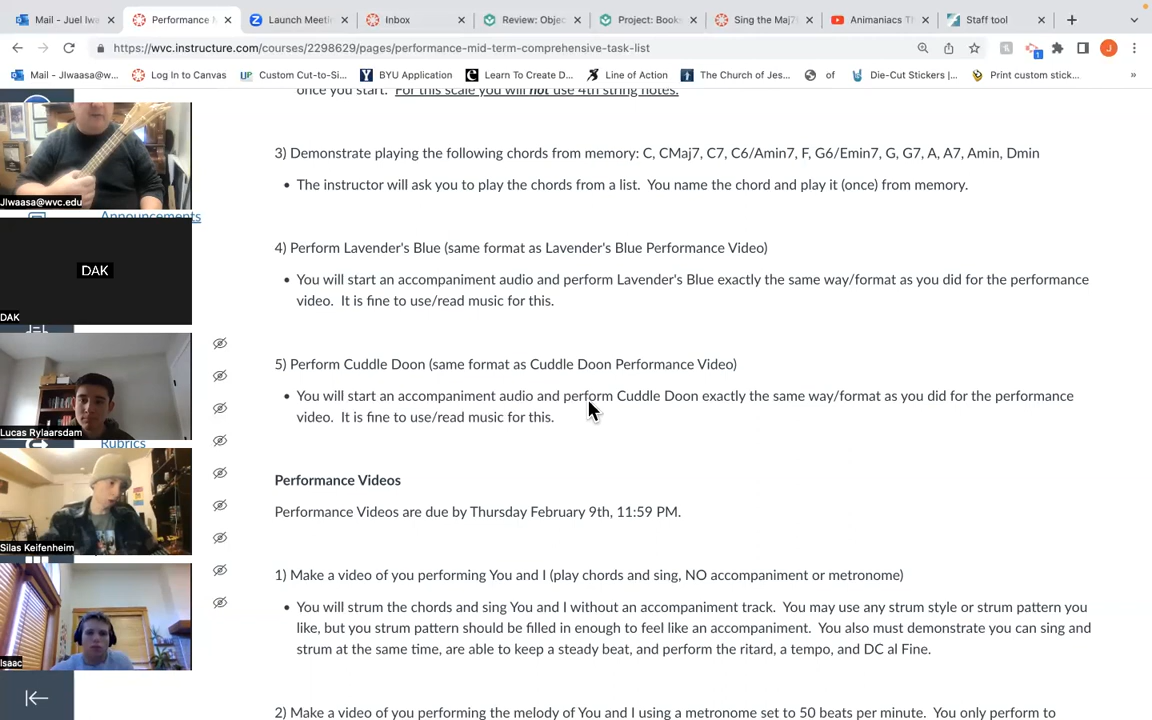 Mail - Juel Iwaa
Performance M
Launch Meeti
Inbox
Review: Objec
Project: Books
Sing the Maj7
Animaniacs Th
Staff tool
https://wvc.instructure.com/courses/2298629/pages/performance-mid-term-comprehensive-task-list
J
Mail - JIwaasa@w...
Log In to Canvas
UP Custom Cut-to-Si...
Y BYU Application
Learn To Create D...
Line of Action
The Church of Jes...
of
Die-Cut Stickers |...
Print custom stick...
»
once you start. For this scale you will not use 4th string notes.
JIwaasa@wvc.edu
Announcements
DAK
DAK
Lucas Rylaarsdam
Rubrics
Silas Keifenheim
Isaac
3) Demonstrate playing the following chords from memory: C, CMaj7, C7, C6/Amin7, F, G6/Emin7, G, G7, A, A7, Amin, Dmin
• The instructor will ask you to play the chords from a list.  You name the chord and play it (once) from memory.
4) Perform Lavender's Blue (same format as Lavender's Blue Performance Video)
• You will start an accompaniment audio and perform Lavender's Blue exactly the same way/format as you did for the performance
video.  It is fine to use/read music for this.
5) Perform Cuddle Doon (same format as Cuddle Doon Performance Video)
• You will start an accompaniment audio and perform Cuddle Doon exactly the same way/format as you did for the performance
video.  It is fine to use/read music for this.
Performance Videos
Performance Videos are due by Thursday February 9th, 11:59 PM.
1) Make a video of you performing You and I (play chords and sing, NO accompaniment or metronome)
• You will strum the chords and sing You and I without an accompaniment track.  You may use any strum style or strum pattern you
like, but you strum pattern should be filled in enough to feel like an accompaniment.  You also must demonstrate you can sing and
strum at the same time, are able to keep a steady beat, and perform the ritard, a tempo, and DC al Fine.
2) Make a video of you performing the melody of You and I using a metronome set to 50 beats per minute.  You only perform to